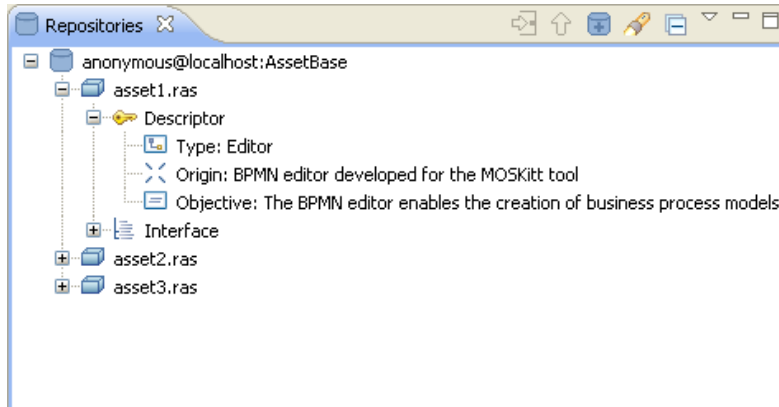 Repositories
anonymous@localhost:AssetBase
asset1.ras
Descriptor
Type: Editor
Origin: BPMN editor developed for the MOSKitt tool
Objective: The BPMN editor enables the creation of business process models
Interface
asset2.ras
asset3.ras